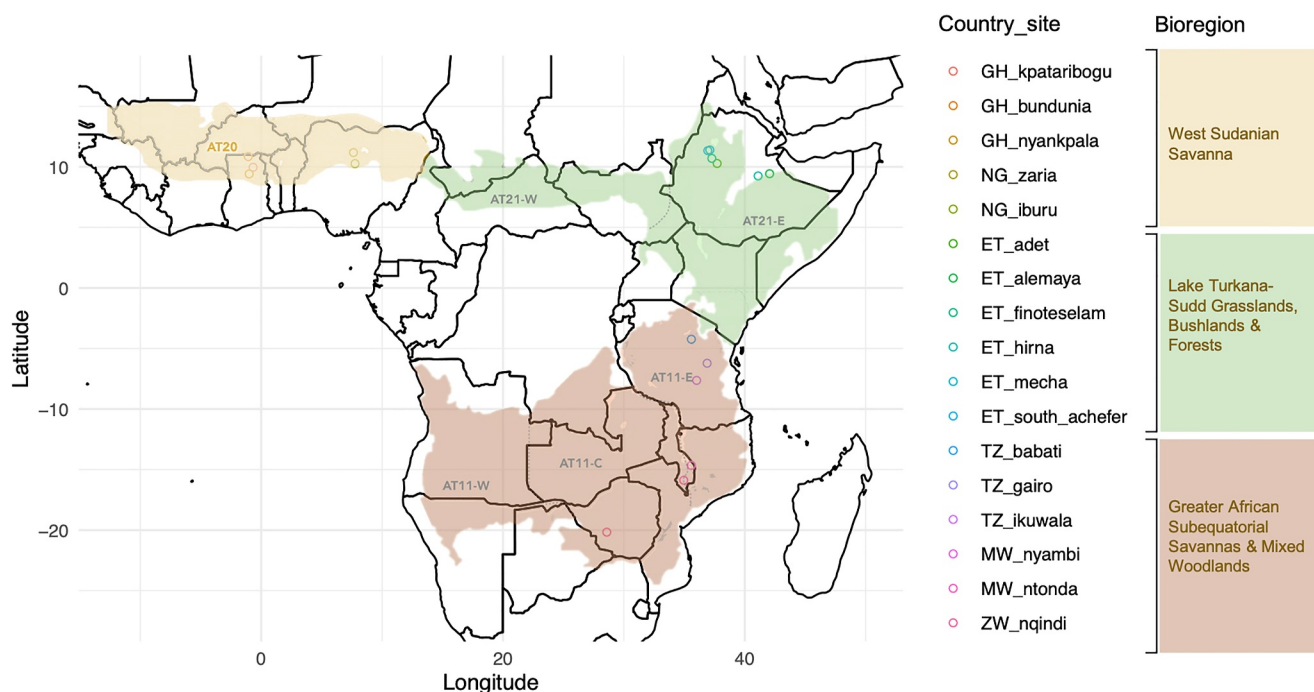 Country_site
Bioregion
GH_kpataribogu
GH_bundunia
GH_nyankpala
NG_zaria
NG_iburu
ET_adet
ET_alemaya
ET_finoteselam
ET_hirna
ET_mecha
ET_south_achefer
TZ_babati
TZ_gairo
TZ_ikuwala
MW_nyambi
MW_ntonda
ZW_nqindi
West Sudanian
Savanna
Lake Turkana-
Sudd Grasslands,
Bushlands &
Forests
Greater African
Subequatorial
Savannas & Mixed
Woodlands
AT20
AT21-W
AT21-E
AT11-E
AT11-C
AT11-W
Latitude
10
0
−10
−20
0
20
40
Longitude